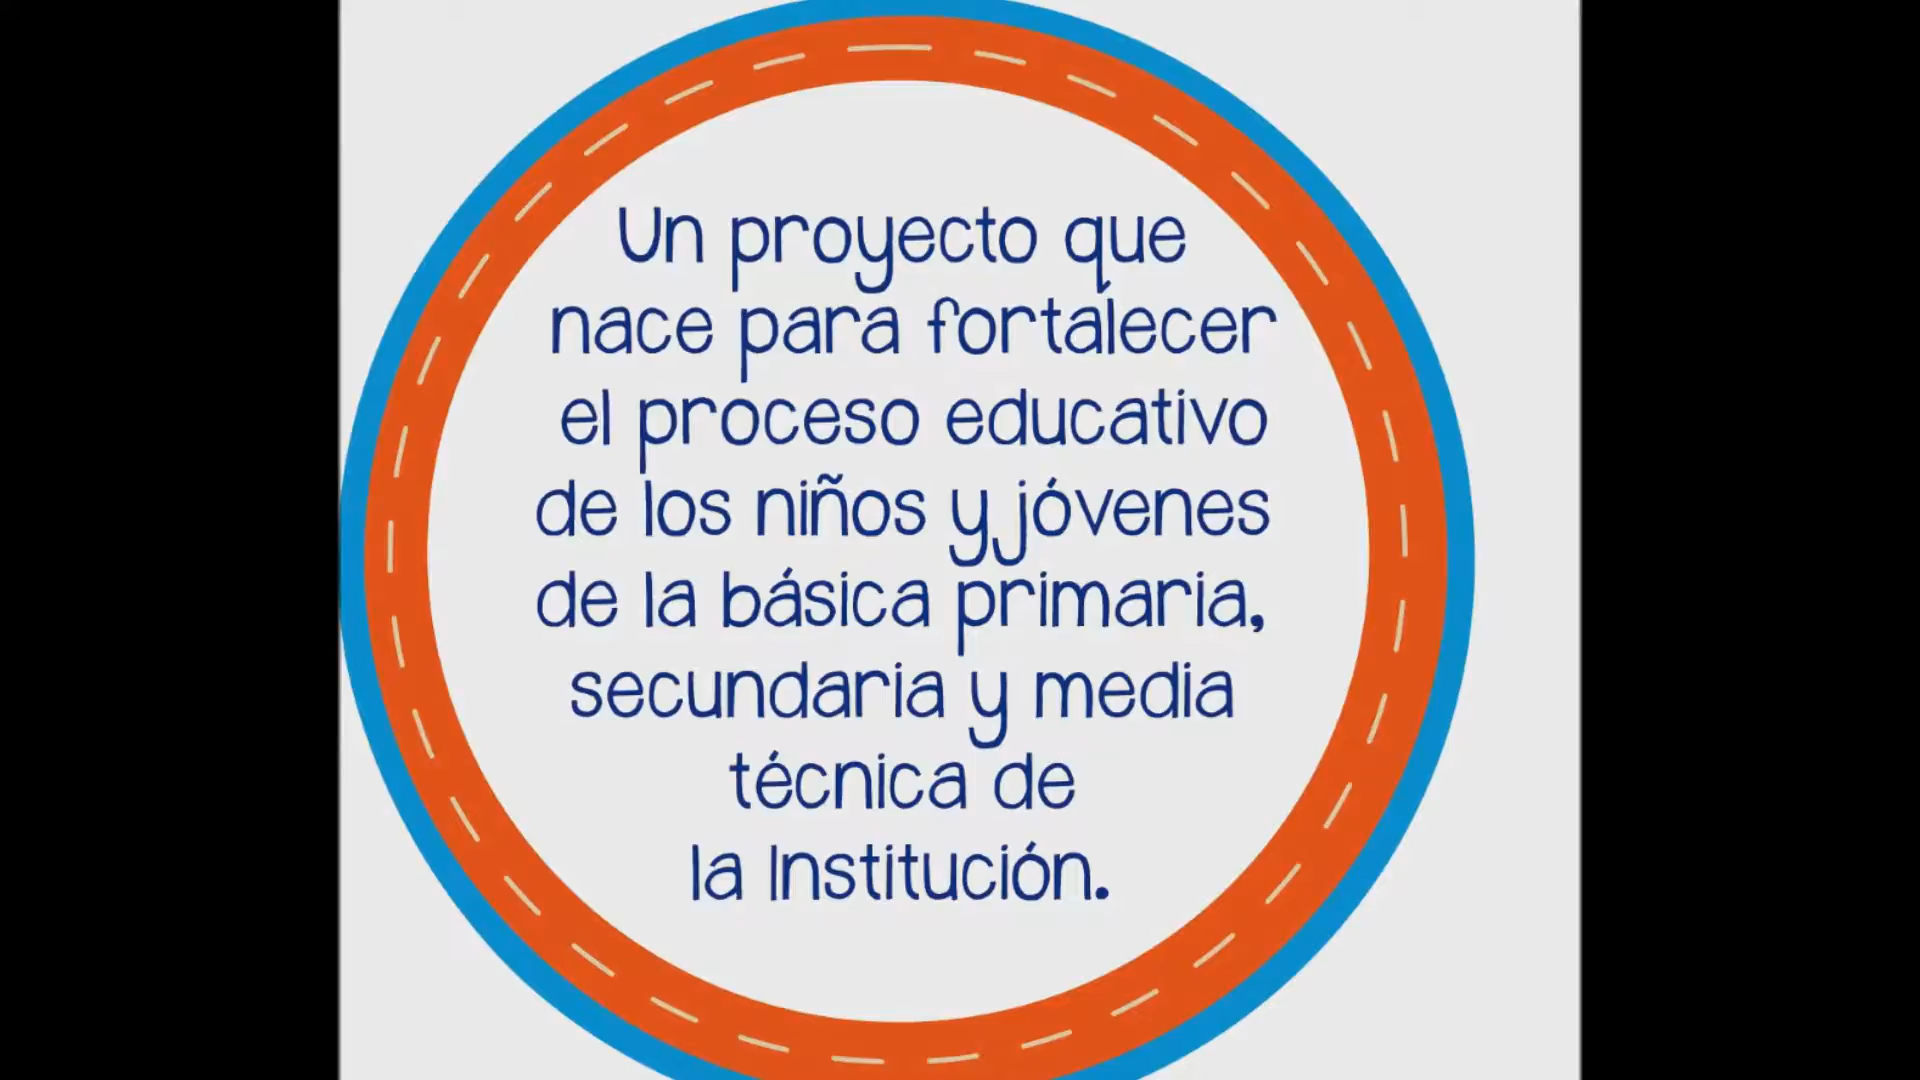 Un proyecto que
nace para fortalecer
el proceso educativo
de los niños y jóvenes
de la básica primaria,
secundaria y media
técnica de
la Institución.